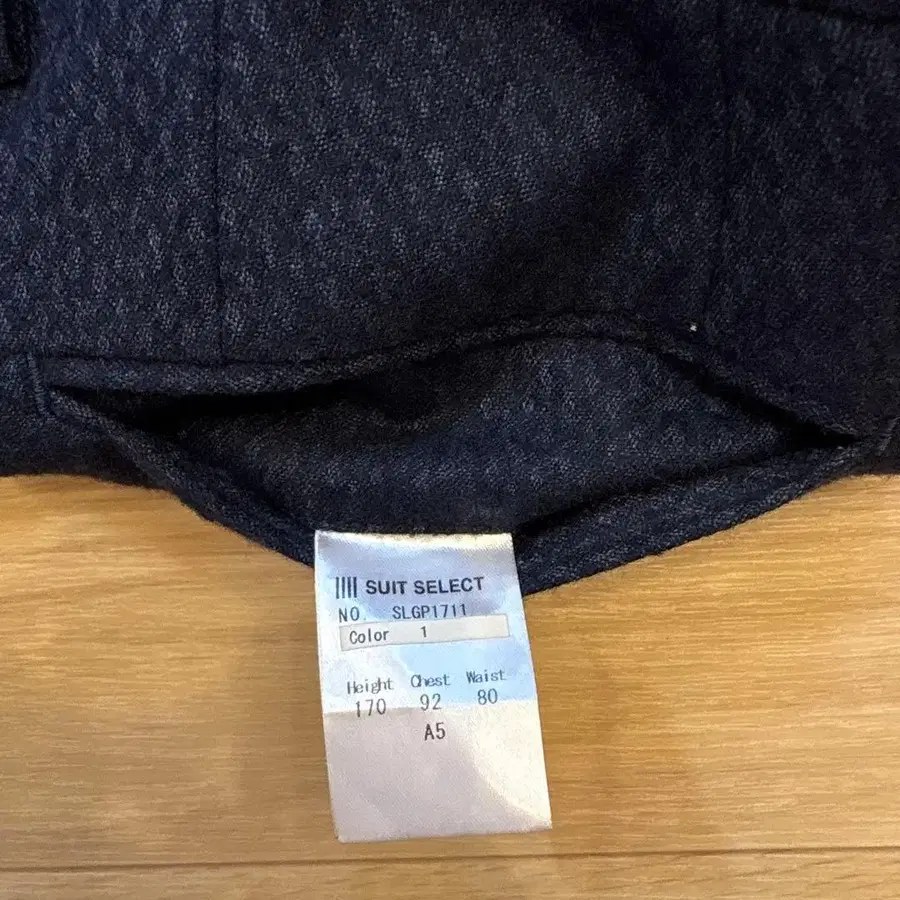 SUIT SELECT
NO. SLGP1711
Color 1
Height Chest Waist
170 92 80
A5